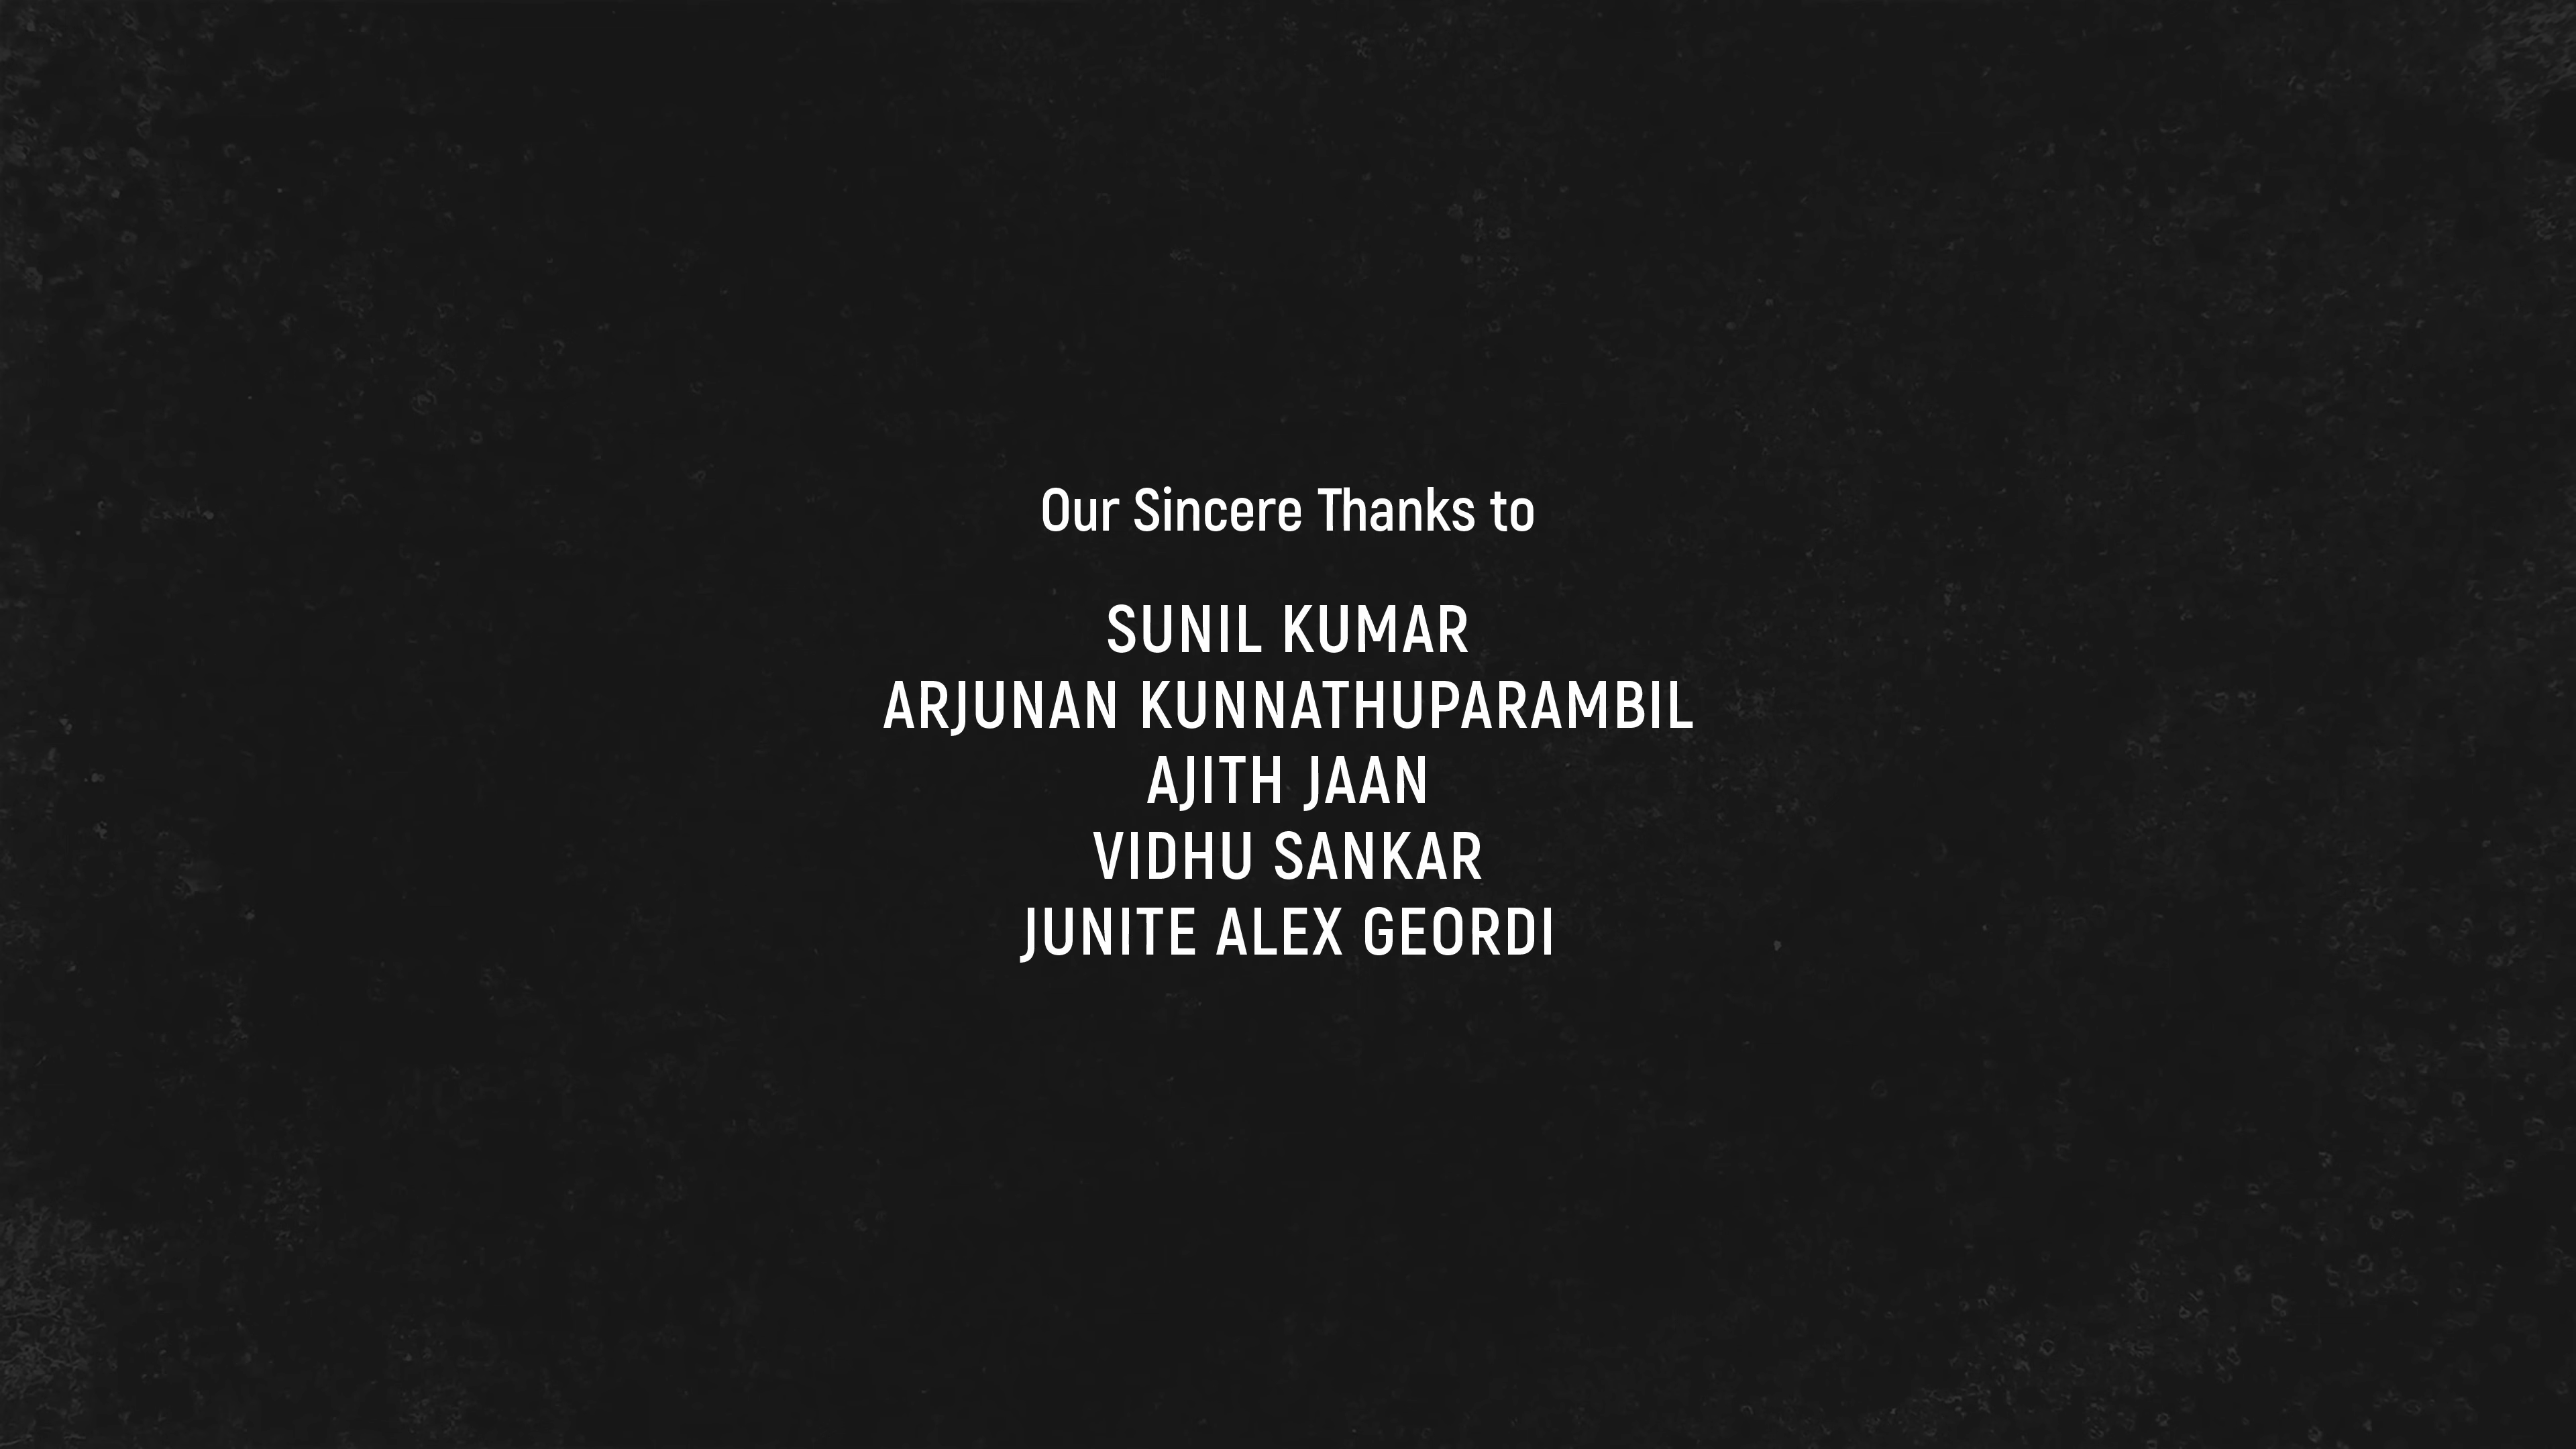 Our Sincere Thanks to
SUNIL KUMAR
ARJUNAN KUNNATHUPARAMBIL
AJITH JAAN
VIDHU SANKAR
JUNITE ALEX GEORDI